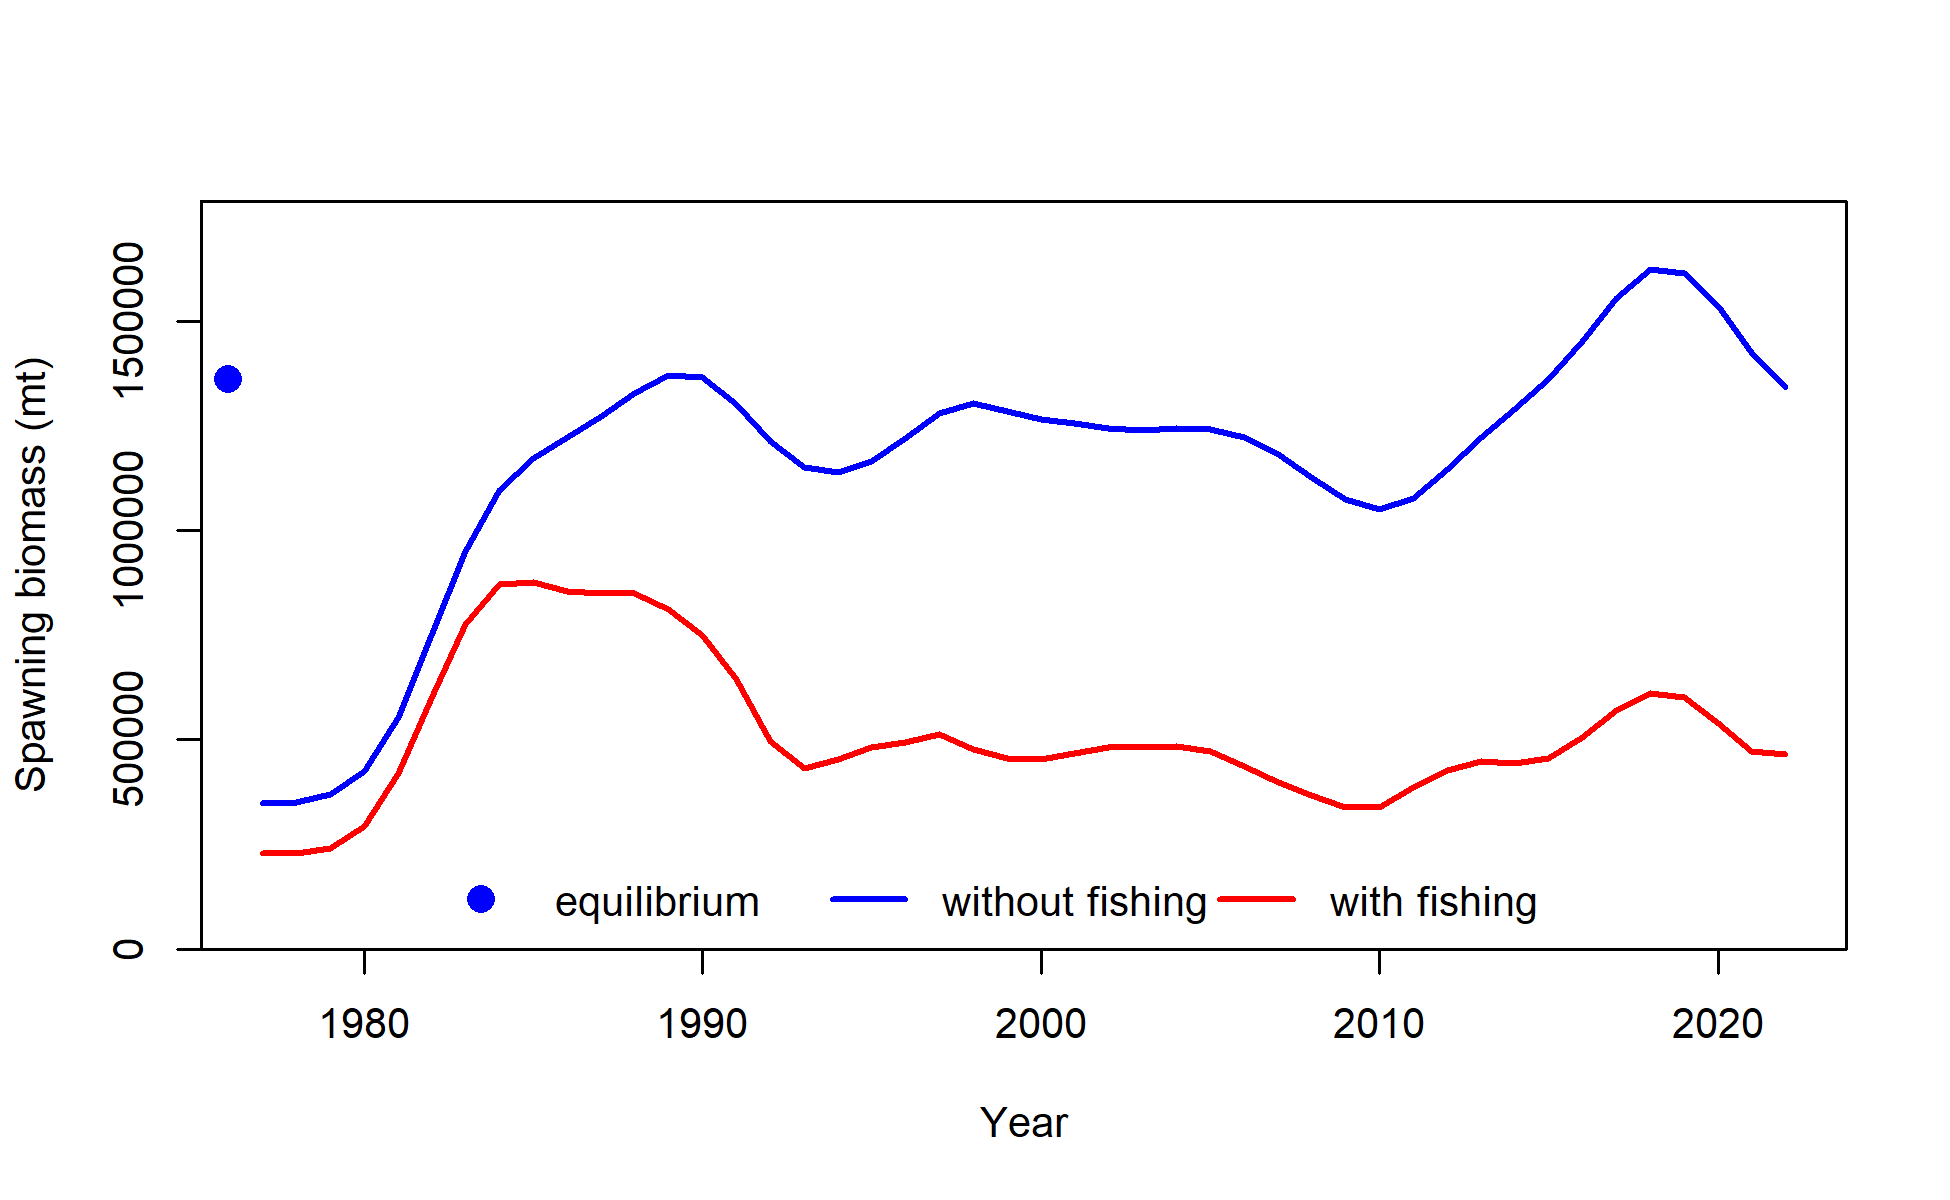 Spawning biomass (mt)
1500000
1000000
500000
0
equilibrium without fishing with fishing
1980 1990 2000 2010 2020
Year